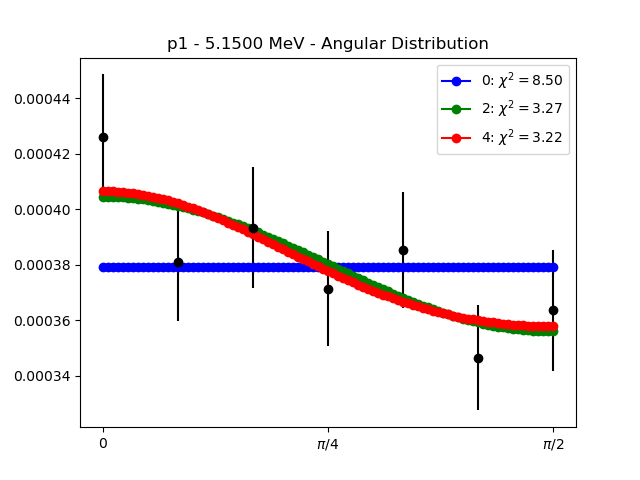 p1 - 5.1500 MeV - Angular Distribution
0: χ² = 8.50
2: χ² = 3.27
4: χ² = 3.22
0.00044
0.00042
0.00040
0.00038
0.00036
0.00034
0 π/4 π/2